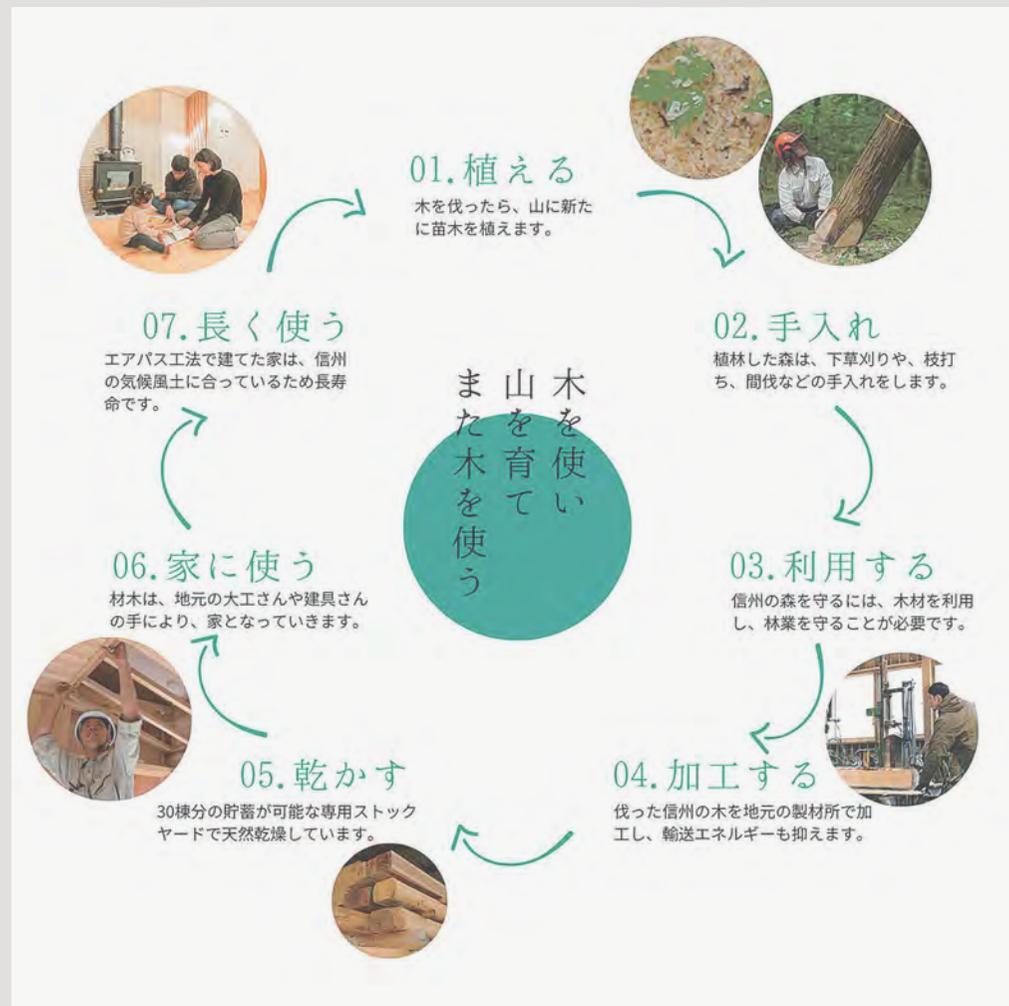 01.植える
木を伐ったら、山に新た
に苗木を植えます。
02.手入れ
植林した森は、下草刈りや、枝打
ち、間伐などの手入れをします。
03.利用する
信州の森を守るには、木材を利用
し、林業を守ることが必要です。
04.加工する
伐った信州の木を地元の製材所で加
工し、輸送エネルギーも抑えます。
05.乾かす
30棟分の貯蓄が可能な専用ストック
ヤードで天然乾燥しています。
06.家に使う
材木は、地元の大工さんや建具さん
の手により、家となっていきます。
07.長く使う
エアパス工法で建てた家は、信州
の気候風土に合っているため長寿
命です。
木を使い
山を育て
また木を使う